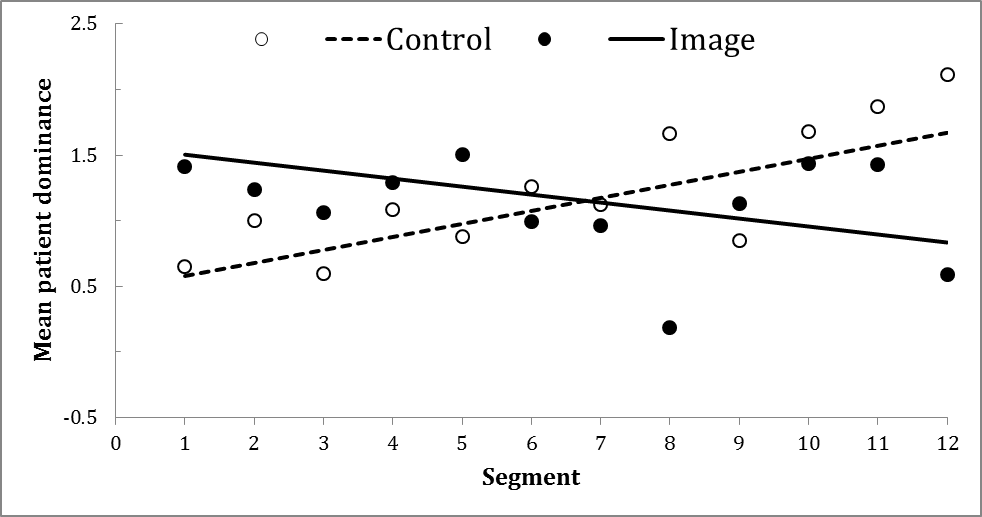 2.5
Control Image
1.5
Mean patient dominance
0.5
-0.5
0 1 2 3 4 5 6 7 8 9 10 11 12
Segment